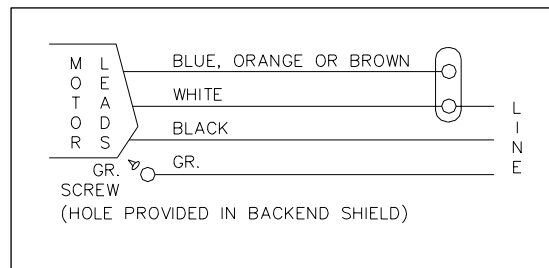 MOTOR LEADS
BLUE, ORANGE OR BROWN
WHITE
BLACK
GR.
LINE
GR.
SCREW
(HOLE PROVIDED IN BACKEND SHIELD)